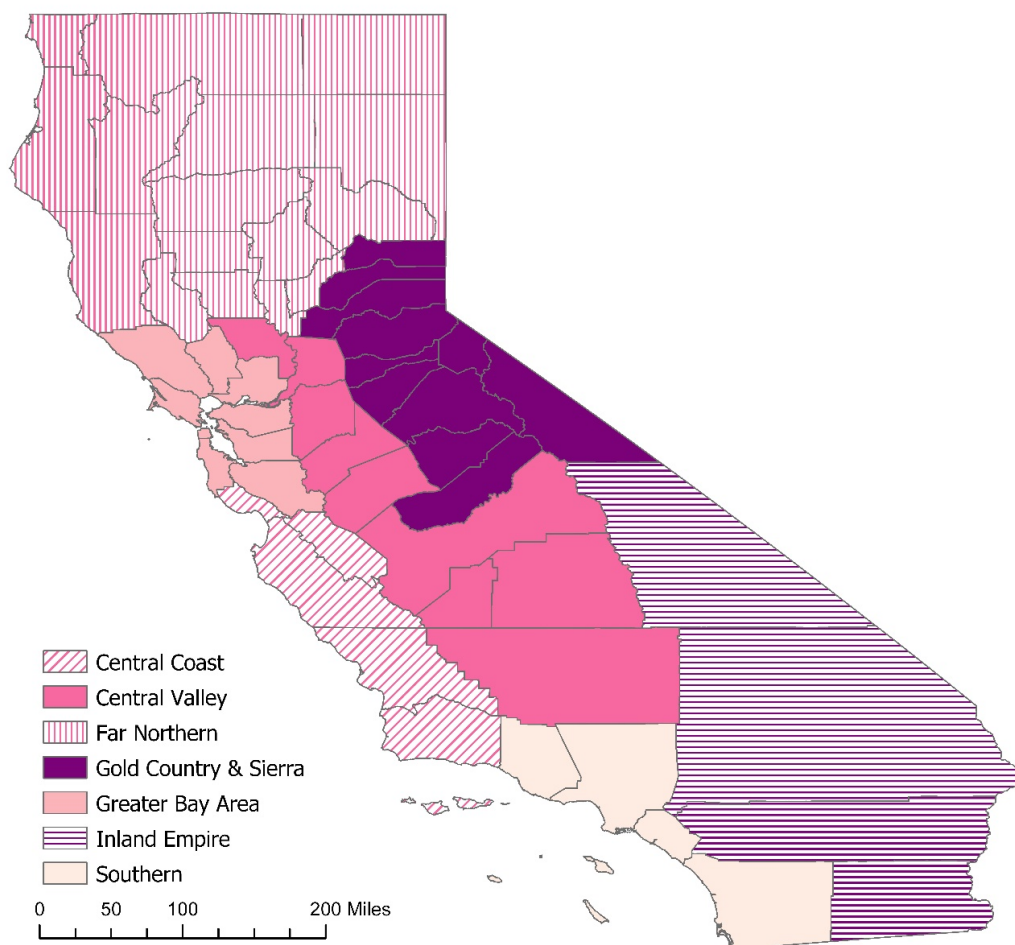 Central Coast
Central Valley
Far Northern
Gold Country & Sierra
Greater Bay Area
Inland Empire
Southern
0 50 100 200 Miles